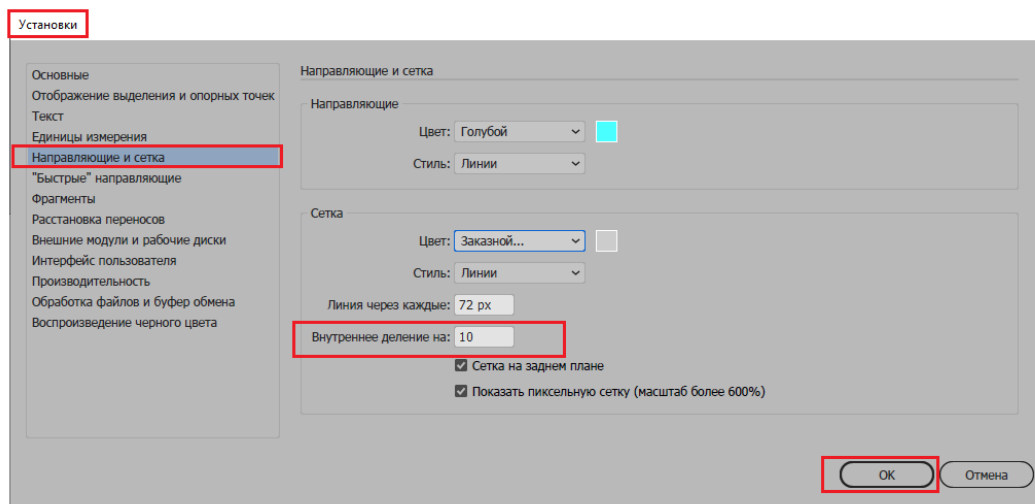 Установки
Основные
Отображение выделения и опорных точек
Текст
Единицы измерения
Направляющие и сетка
"Быстрые" направляющие
Фрагменты
Расстановка переносов
Внешние модули и рабочие диски
Интерфейс пользователя
Производительность
Обработка файлов и буфер обмена
Воспроизведение черного цвета
Направляющие и сетка
Направляющие
Цвет: Голубой
Стиль: Линии
Сетка
Цвет: Заказной...
Стиль: Линии
Линия через каждые: 72 px
Внутреннее деление на: 10
Сетка на заднем плане
Показать пиксельную сетку (масштаб более 600%)
ОК Отмена